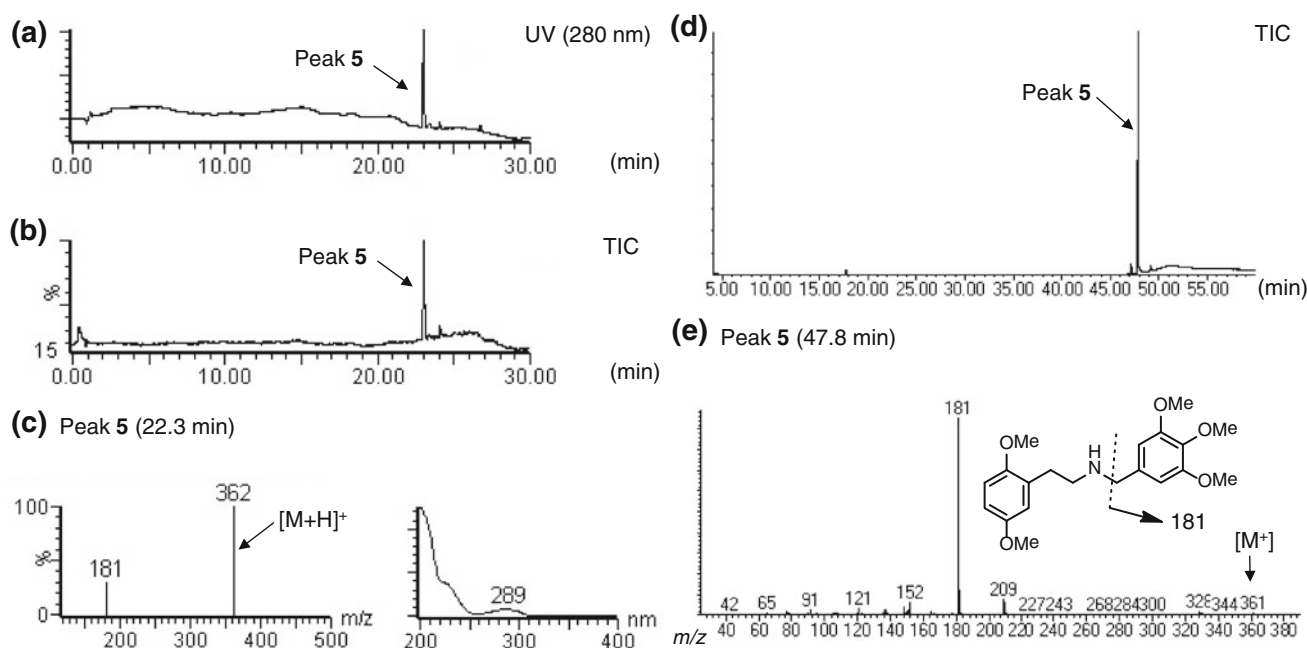 (a)
UV (280 nm)
Peak 5
0.00 10.00 20.00 30.00
(min)
(b)
TIC
Peak 5
%
15
0.00 10.00 20.00 30.00
(min)
(c) Peak 5 (22.3 min)
100
%
0
362
[M+H]+
181
200 300 400 500
m/z
289
200 300 400
nm
(d)
TIC
Peak 5
5.00 10.00 15.00 20.00 25.00 30.00 35.00 40.00 45.00 50.00 55.00
(min)
(e) Peak 5 (47.8 min)
181
OMe
OMe
OMe
H
N
OMe
OMe
181
[M+]
42 65 91 121 152 209 227243 268284300 328 344 361
m/z 40 60 80 100 120 140 160 180 200 220 240 260 280 300 320 340 360 380